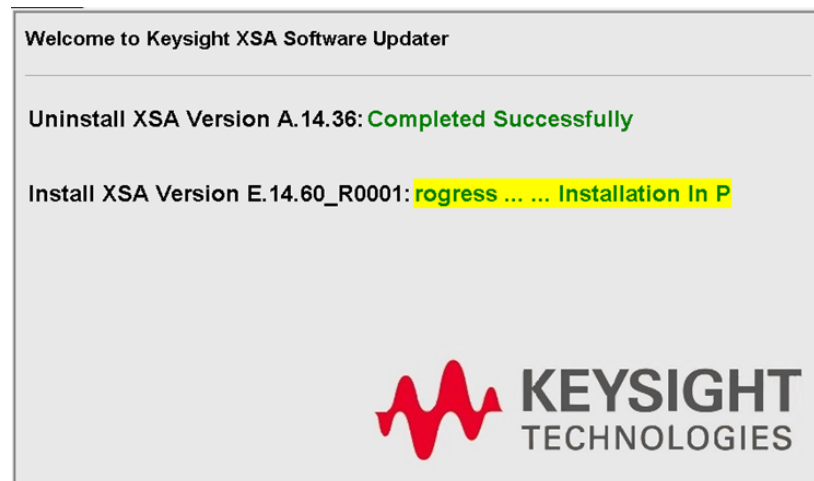 Welcome to Keysight XSA Software Updater
Uninstall XSA Version A.14.36: Completed Successfully
Install XSA Version E.14.60_R0001: rogress ... ... Installation In P
KEYSIGHT
TECHNOLOGIES